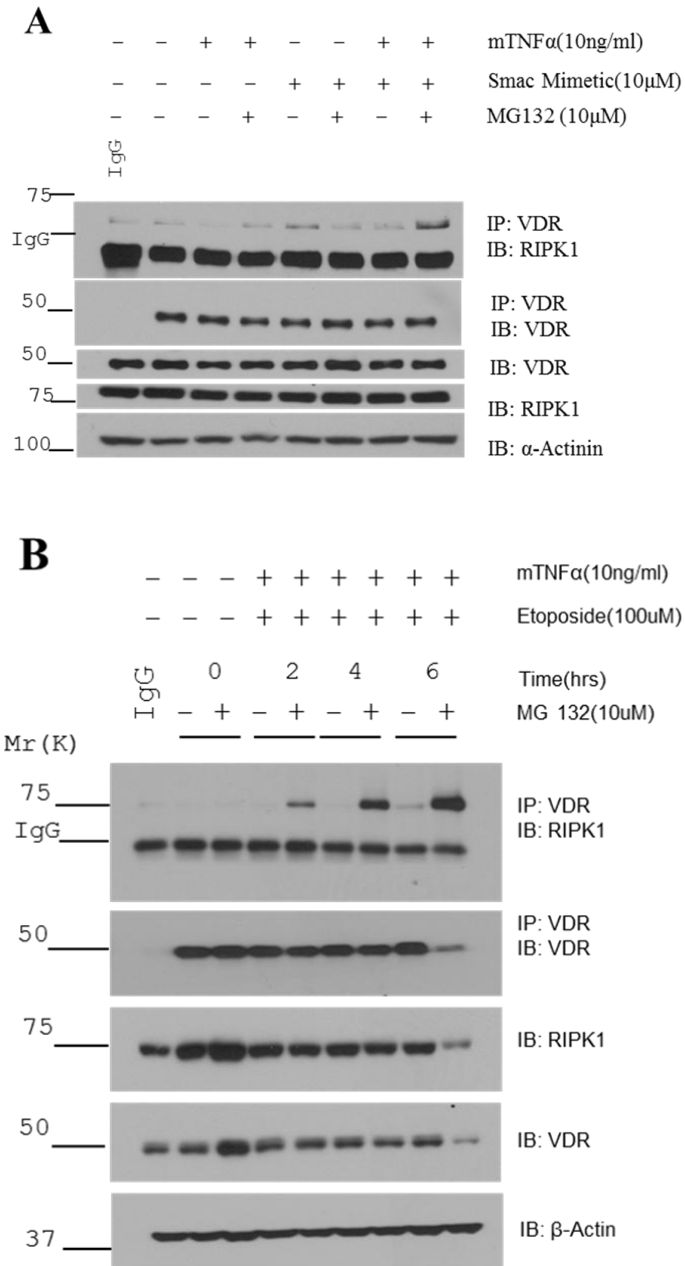 A
− − + + − − + + mTNFα(10ng/ml)
− − − − + + + + Smac Mimetic(10μM)
− − − + − + − + MG132 (10μM)
IgG
75
IgG
IP: VDR
IB: RIPK1
50
IP: VDR
IB: VDR
50
IB: VDR
75
IB: RIPK1
100
IB: α-Actinin
B
− − − + + + + + + mTNFα(10ng/ml)
− − − + + + + + + Etoposide(100uM)
IgG
0 2 4 6 Time(hrs)
− + − + − + − + MG 132(10uM)
Mr(K)
75
IgG
IP: VDR
IB: RIPK1
50
IP: VDR
IB: VDR
75
IB: RIPK1
50
IB: VDR
37
IB: β-Actin